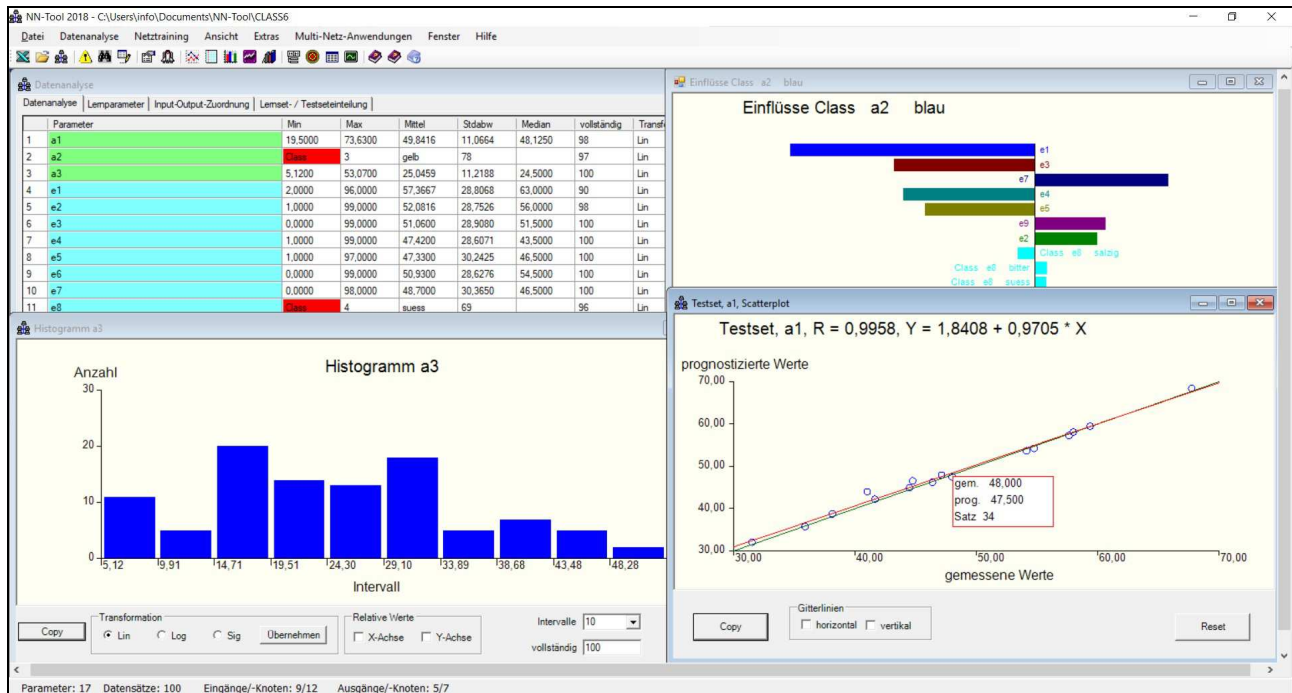 NN-Tool 2018 - C:\Users\info\Documents\NN-Tool\CLASS6
Datei Datenanalyse Netztraining Ansicht Extras Multi-Netz-Anwendungen Fenster Hilfe
Datenanalyse
Datenanalyse Lernparameter Input-Output-Zuordnung Lernset- / Testseteinteilung
Parameter Min Max Mittel Stdabw Median vollständig Transfo
1 a1 19,5000 73,6300 49,8416 11,0664 48,1250 98 Lin
2 a2 Class 3 gelb 78 97 Lin
3 a3 5,1200 53,0700 25,0459 11,2188 24,5000 100 Lin
4 e1 2,0000 96,0000 57,3667 28,8068 63,0000 90 Lin
5 e2 1,0000 99,0000 52,0816 28,7526 56,0000 98 Lin
6 e3 0,0000 99,0000 51,0600 28,9080 51,5000 100 Lin
7 e4 1,0000 99,0000 47,4200 28,6071 43,5000 100 Lin
8 e5 1,0000 97,0000 47,3300 30,2425 46,5000 100 Lin
9 e6 0,0000 99,0000 50,9300 28,6276 54,5000 100 Lin
10 e7 0,0000 98,0000 48,7000 30,3650 46,5000 100 Lin
11 e8 Class 4 suess 69 96 Lin
Einflüsse Class a2 blau
Einflüsse Class a2 blau
e1
e3
e7
e4
e9
e2
Class e8 salzig
Class e8 bitter
Class e8 suess
Histogramm a3
Histogramm a3
Anzahl
30
20
10
0
5,12 9,91 14,71 19,51 24,30 29,10 33,89 38,68 43,48 48,28
Intervall
Copy
Transformation
Lin Log Sig Übernehmen
Relative Werte
X-Achse Y-Achse
Intervalle 10
vollständig 100
Testset, a1, Scatterplot
Testset, a1, R = 0,9958, Y = 1,8408 + 0,9705 * X
prognostizierte Werte
70,00
60,00
50,00
40,00
30,00
gem. 48,000
prog. 47,500
Satz 34
30,00 40,00 50,00 60,00 70,00
gemessene Werte
Copy
Gitterlinien
horizontal vertikal
Reset
Parameter: 17 Datensätze: 100 Eingänge/-Knoten: 9/12 Ausgänge/-Knoten: 5/7